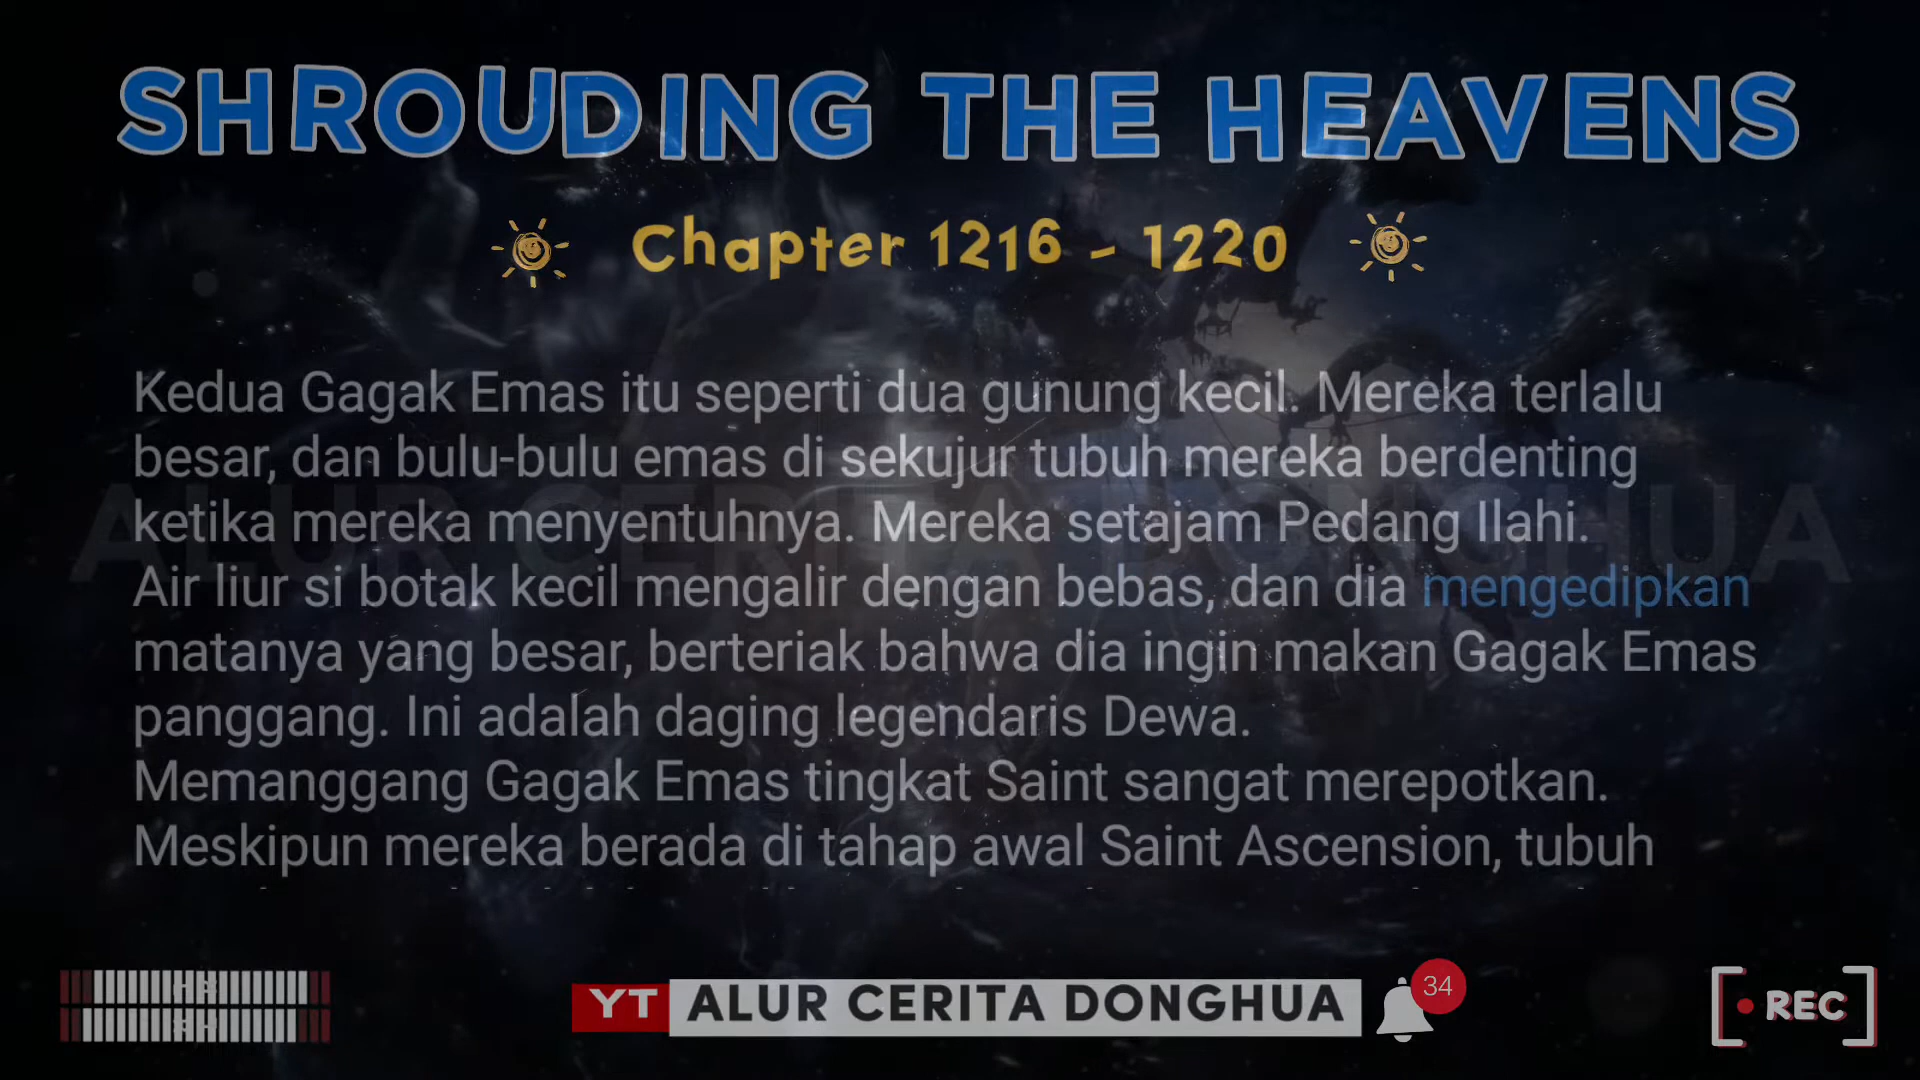 SHROUDING THE HEAVENS
Chapter 1216 - 1220
Kedua Gagak Emas itu seperti dua gunung kecil. Mereka terlalu
besar, dan bulu-bulu emas di sekujur tubuh mereka berdenting
ketika mereka menyentuhnya. Mereka setajam Pedang Ilahi.
Air liur si botak kecil mengalir dengan bebas, dan dia mengedipkan
matanya yang besar, berteriak bahwa dia ingin makan Gagak Emas
panggang. Ini adalah daging legendaris Dewa.
Memanggang Gagak Emas tingkat Saint sangat merepotkan.
Meskipun mereka berada di tahap awal Saint Ascension, tubuh
ALUR CERITA DONGHUA
YT ALUR CERITA DONGHUA 34
REC